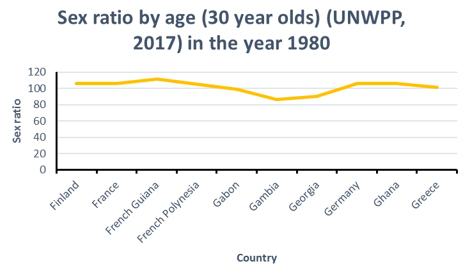 Sex ratio by age (30 year olds) (UNWPP,
2017) in the year 1980
120
100
80
60
40
20
0
Sex ratio
Finland
France
French Guiana
French Polynesia
Gabon
Gambia
Georgia
Germany
Ghana
Greece
Country